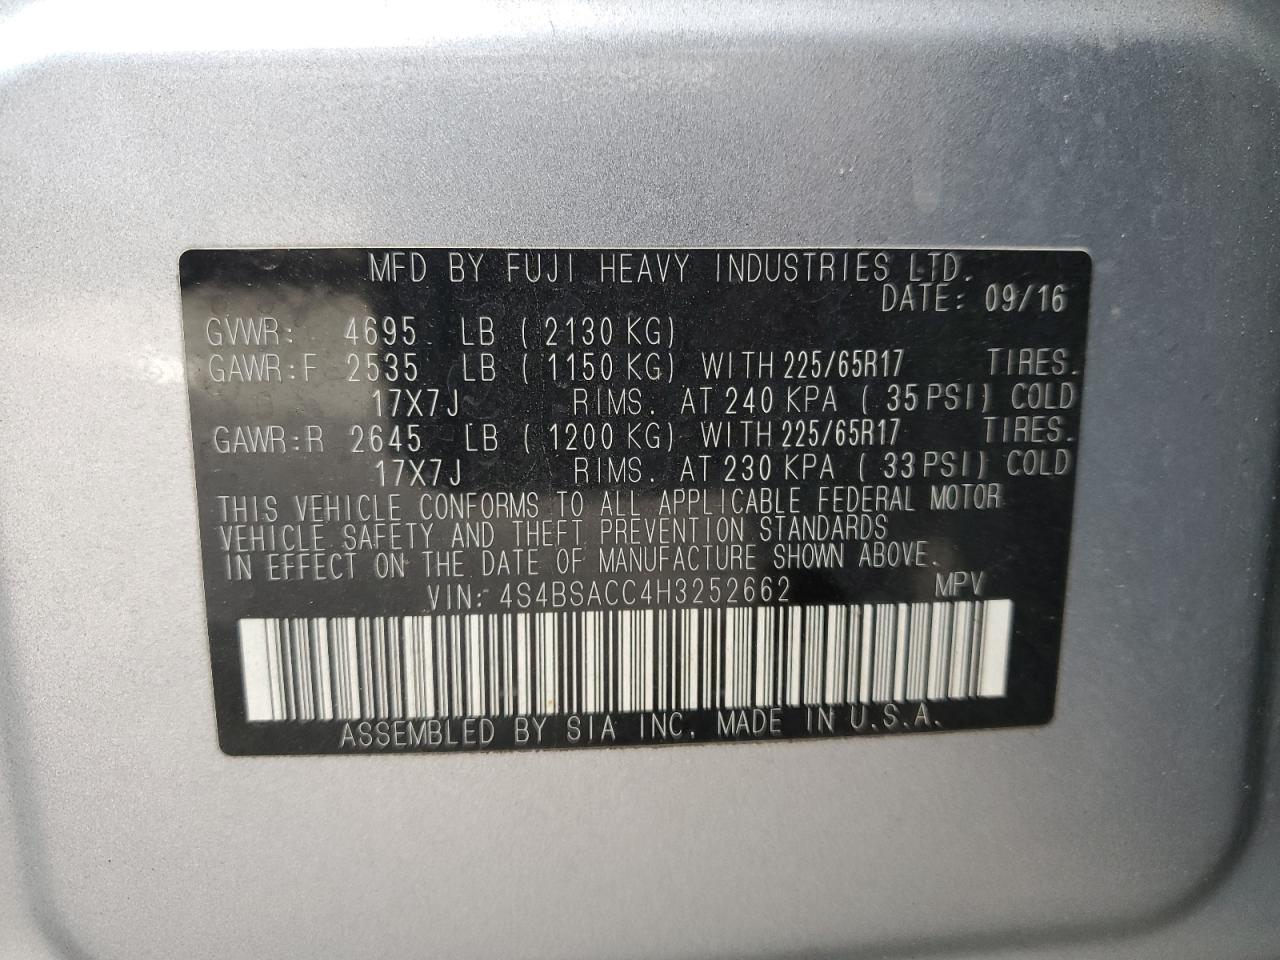 MFD BY FUJI HEAVY INDUSTRIES LTD.
DATE: 09/16
GVWR: 4695 LB ( 2130 KG)
GAWR:F 2535 LB ( 1150 KG) WITH 225/65R17 TIRES.
17X7J RIMS. AT 240 KPA ( 35 PSI) COLD
GAWR:R 2645 LB ( 1200 KG) WITH 225/65R17 TIRES.
17X7J RIMS. AT 230 KPA ( 33 PSI) COLD
THIS VEHICLE CONFORMS TO ALL APPLICABLE FEDERAL MOTOR
VEHICLE SAFETY AND THEFT PREVENTION STANDARDS
IN EFFECT ON THE DATE OF MANUFACTURE SHOWN ABOVE.
VIN: 4S4BSACC4H3252662 MPV
ASSEMBLED BY SIA INC. MADE IN U.S.A.